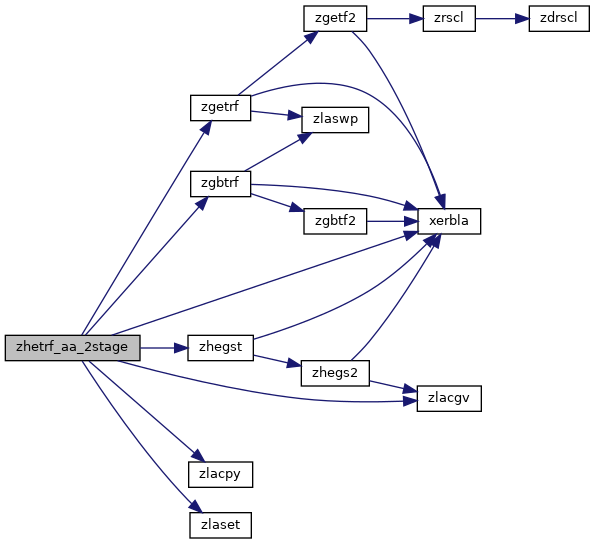 zgetf2
zrscl
zdrscl
zgetrf
zlaswp
zgbtrf
zgbtf2
xerbla
zhetrf_aa_2stage
zhegst
zhegs2
zlacgv
zlacpy
zlaset